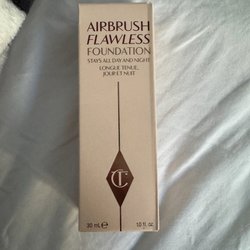 AIRBRUSH
FLAWLESS
FOUNDATION
STAYS ALL DAY AND NIGHT
LONGUE TENUE,
JOUR ET NUIT
CT
30 mL℮ 1.0 fl. oz.